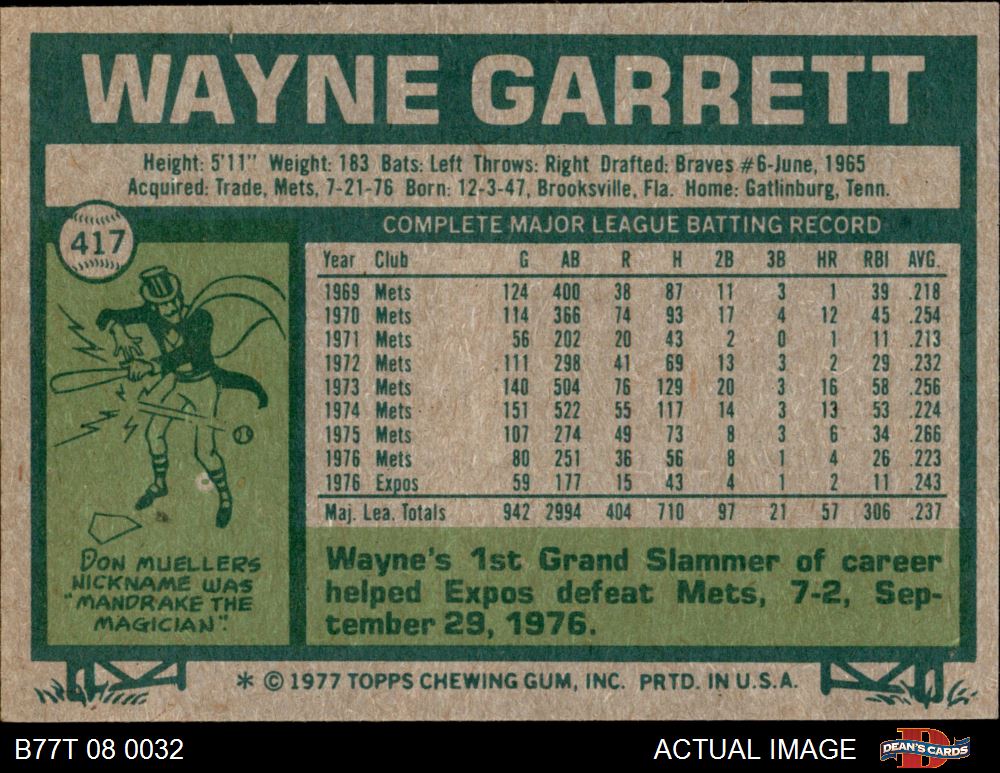 WAYNE GARRETT
Height: 5'11" Weight: 183 Bats: Left Throws: Right Drafted: Braves #6-June, 1965
Acquired: Trade, Mets, 7-21-76 Born: 12-3-47, Brooksville, Fla. Home: Gatlinburg, Tenn.
417
COMPLETE MAJOR LEAGUE BATTING RECORD
Year Club G AB R H 2B 3B HR RBI AVG.
1969 Mets 124 400 38 87 11 3 1 39 .218
1970 Mets 114 366 74 93 17 4 12 45 .254
1971 Mets 56 202 20 43 2 0 1 11 .213
1972 Mets 111 298 41 69 13 3 2 29 .232
1973 Mets 140 504 76 129 20 3 16 58 .256
1974 Mets 151 522 55 117 14 3 13 53 .224
1975 Mets 107 274 49 73 8 3 6 34 .266
1976 Mets 80 251 36 56 8 1 4 26 .223
1976 Expos 59 177 15 43 4 1 2 11 .243
Maj. Lea. Totals 942 2994 404 710 97 21 57 306 .237
DON MUELLERS
NICKNAME WAS
"MANDRAKE THE
MAGICIAN".
Wayne's 1st Grand Slammer of career
helped Expos defeat Mets, 7-2, Sep-
tember 29, 1976.
* © 1977 TOPPS CHEWING GUM, INC. PRTD. IN U.S.A.
B77T 08 0032
ACTUAL IMAGE
DEAN'S CARDS